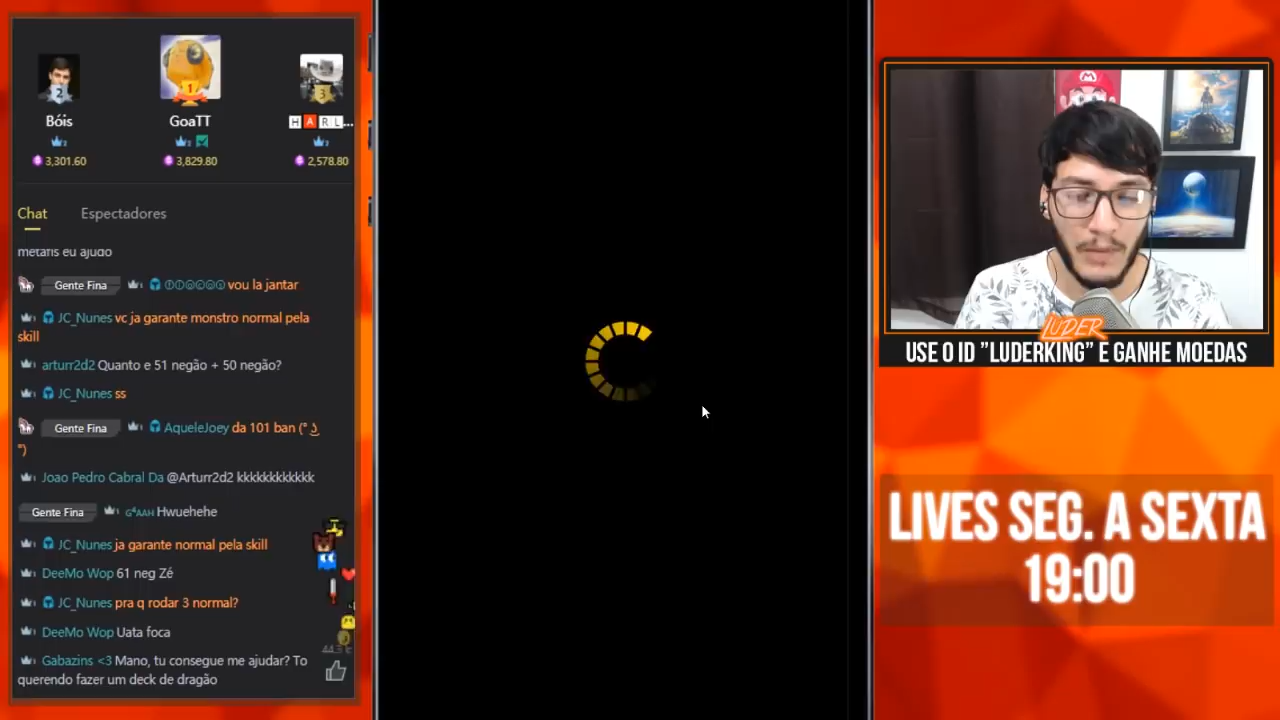 Bóis
GoaTT
HARL...
3,301.60
3,829.80
2,578.80
Chat
Espectadores
metafis eu ajudo
Gente Fina vou la jantar
JC_Nunes vc ja garante monstro normal pela
skill
arturr2d2 Quanto e 51 negão + 50 negão?
JC_Nunes ss
Gente Fina AqueleJoey da 101 ban (° ͜ʖ
°)
Joao Pedro Cabral Da @Arturr2d2 kkkkkkkkkkkk
Gente Fina G⁴AAH Hwuehehe
JC_Nunes ja garante normal pela skill
DeeMo Wop 61 neg Zé
JC_Nunes pra q rodar 3 normal?
DeeMo Wop Uata foca
Gabazins <3 Mano, tu consegue me ajudar? To
querendo fazer um deck de dragão
LUDER
USE O ID "LUDERKING" E GANHE MOEDAS
LIVES SEG. A SEXTA
19:00